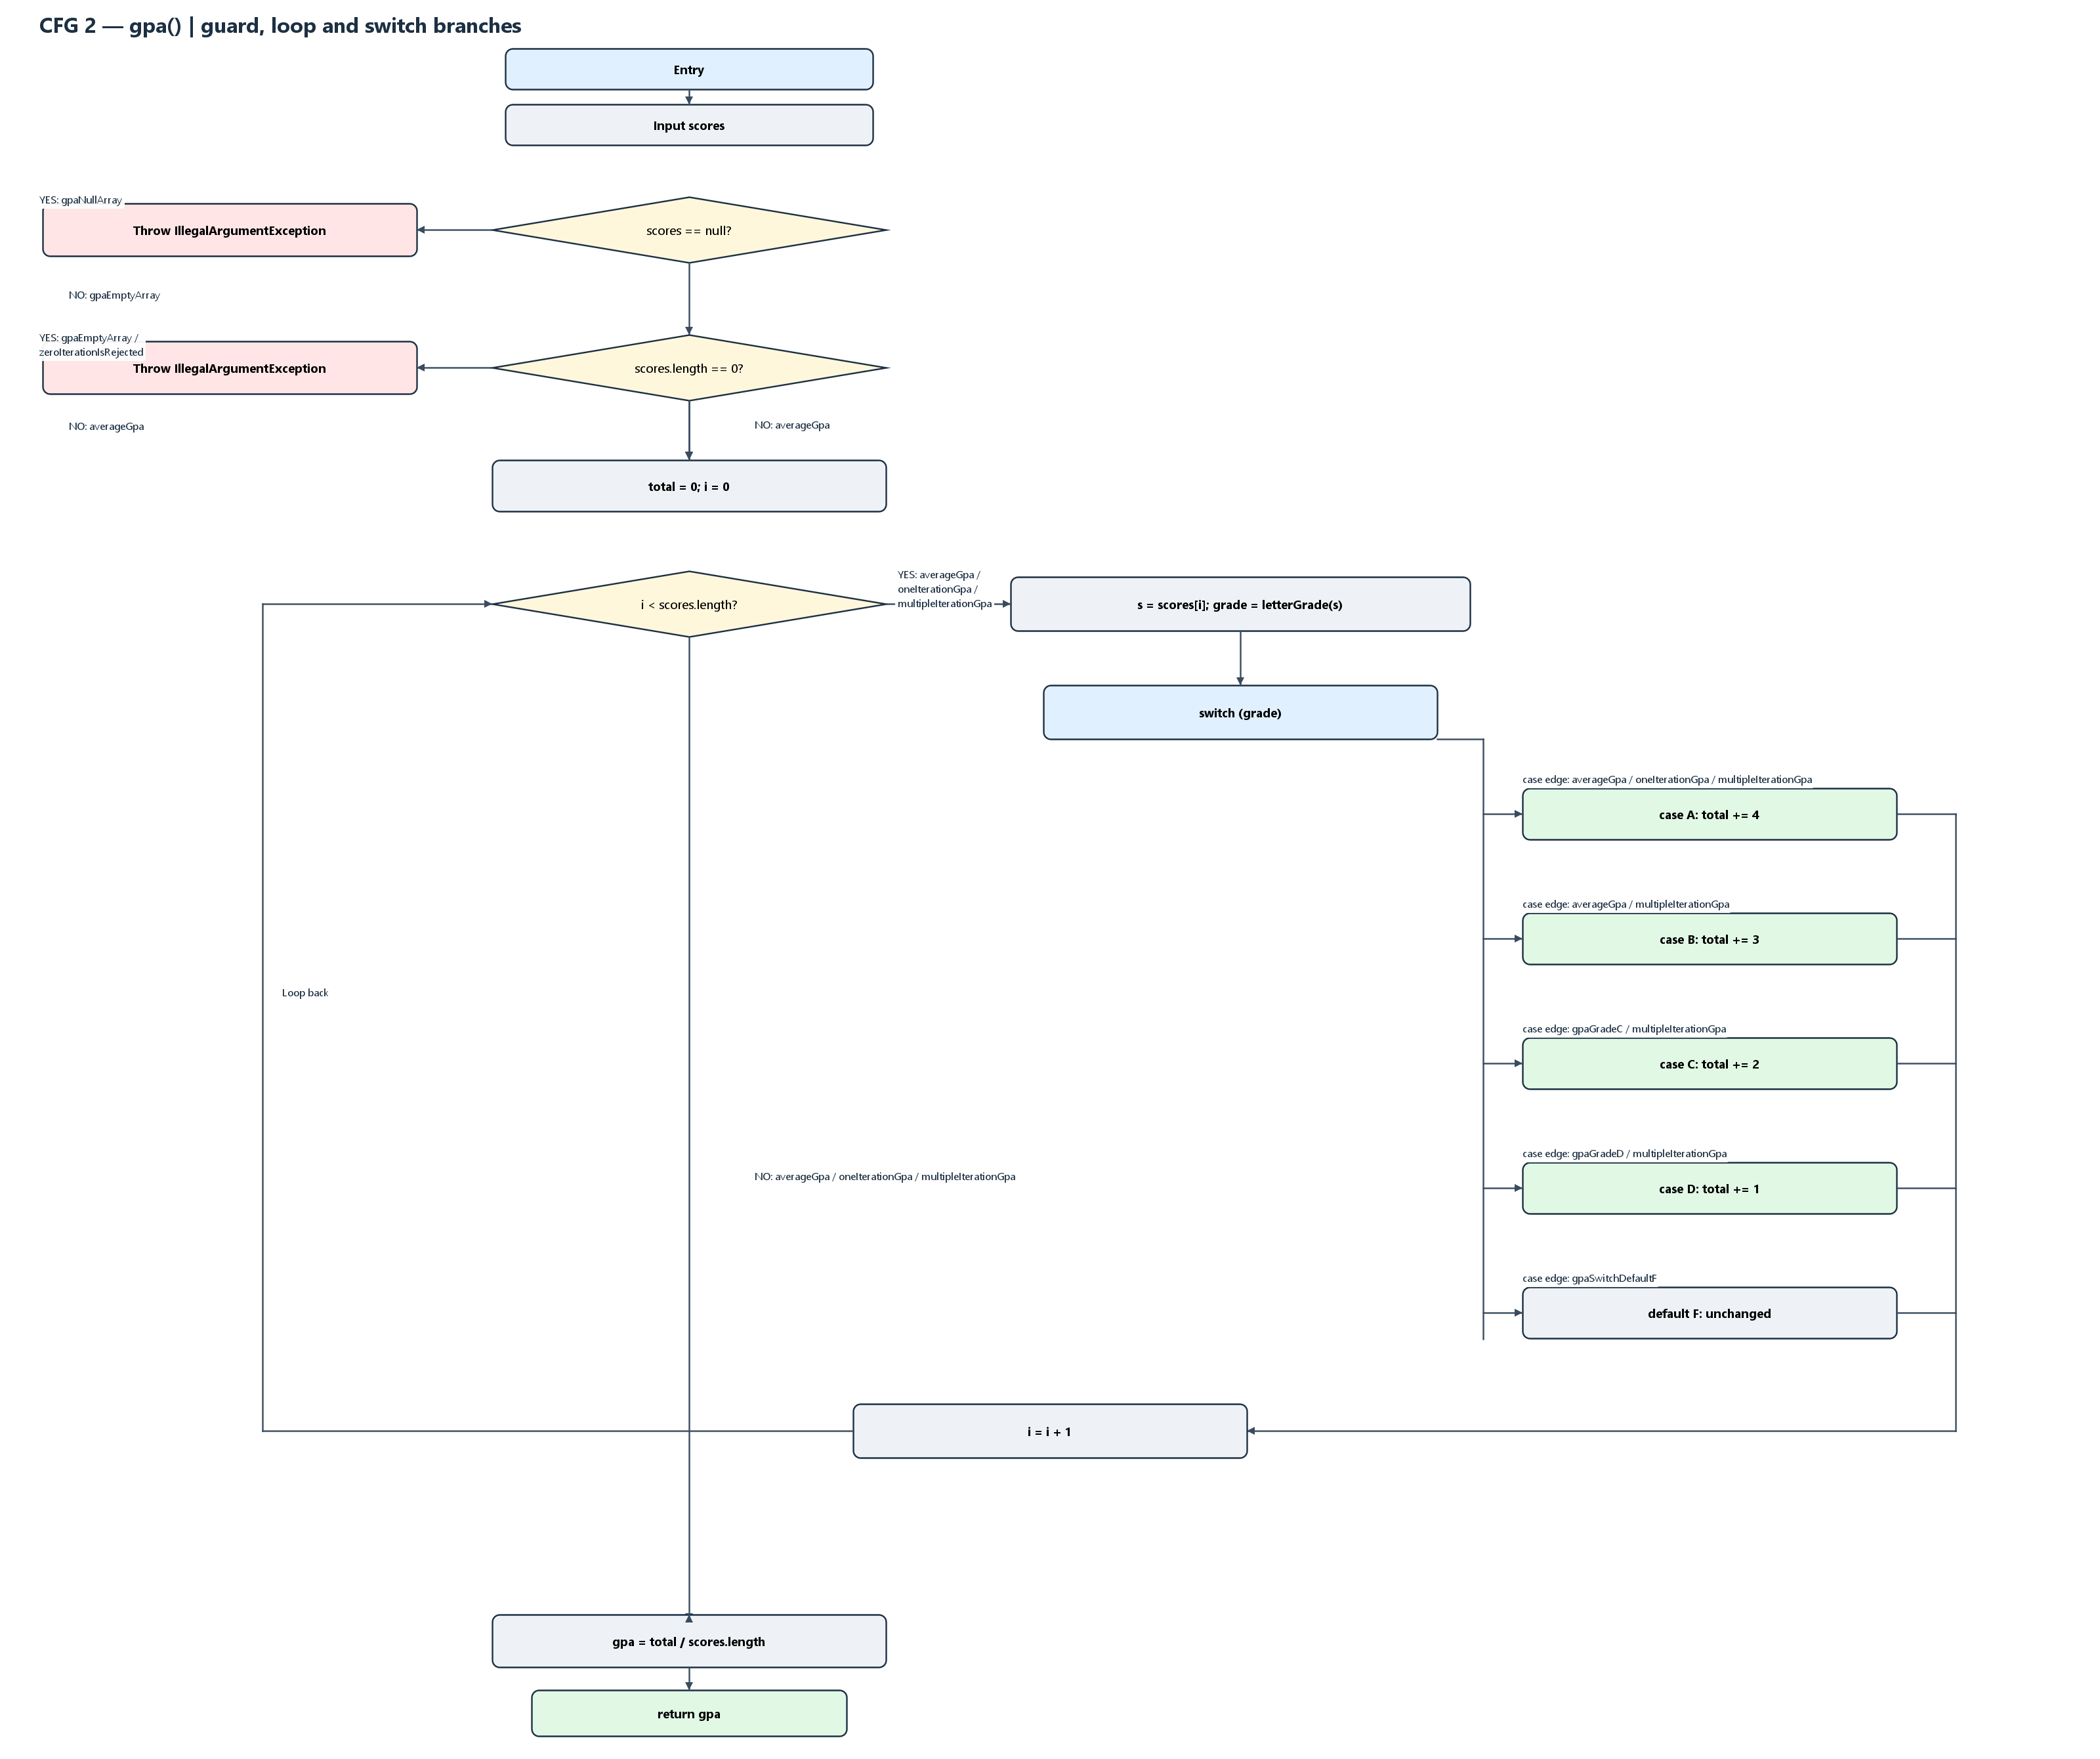 CFG 2 — gpa() | guard, loop and switch branches
Entry
Input scores
YES: gpaNullArray
Throw IllegalArgumentException
scores == null?
NO: gpaEmptyArray
YES: gpaEmptyArray /
zeroIterationIsRejected
Throw IllegalArgumentException
scores.length == 0?
NO: averageGpa
NO: averageGpa
total = 0; i = 0
i < scores.length?
YES: averageGpa /
oneIterationGpa /
multipleIterationGpa
s = scores[i]; grade = letterGrade(s)
switch (grade)
case edge: averageGpa / oneIterationGpa / multipleIterationGpa
case A: total += 4
case edge: averageGpa / multipleIterationGpa
case B: total += 3
Loop back
case edge: gpaGradeC / multipleIterationGpa
case C: total += 2
case edge: gpaGradeD / multipleIterationGpa
case D: total += 1
NO: averageGpa / oneIterationGpa / multipleIterationGpa
case edge: gpaSwitchDefaultF
default F: unchanged
i = i + 1
gpa = total / scores.length
return gpa